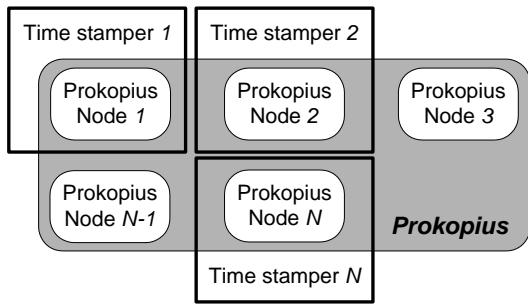 Time stamper 1
Time stamper 2
Prokopius
Node 1
Prokopius
Node 2
Prokopius
Node 3
Prokopius
Node N-1
Prokopius
Node N
Prokopius
Time stamper N